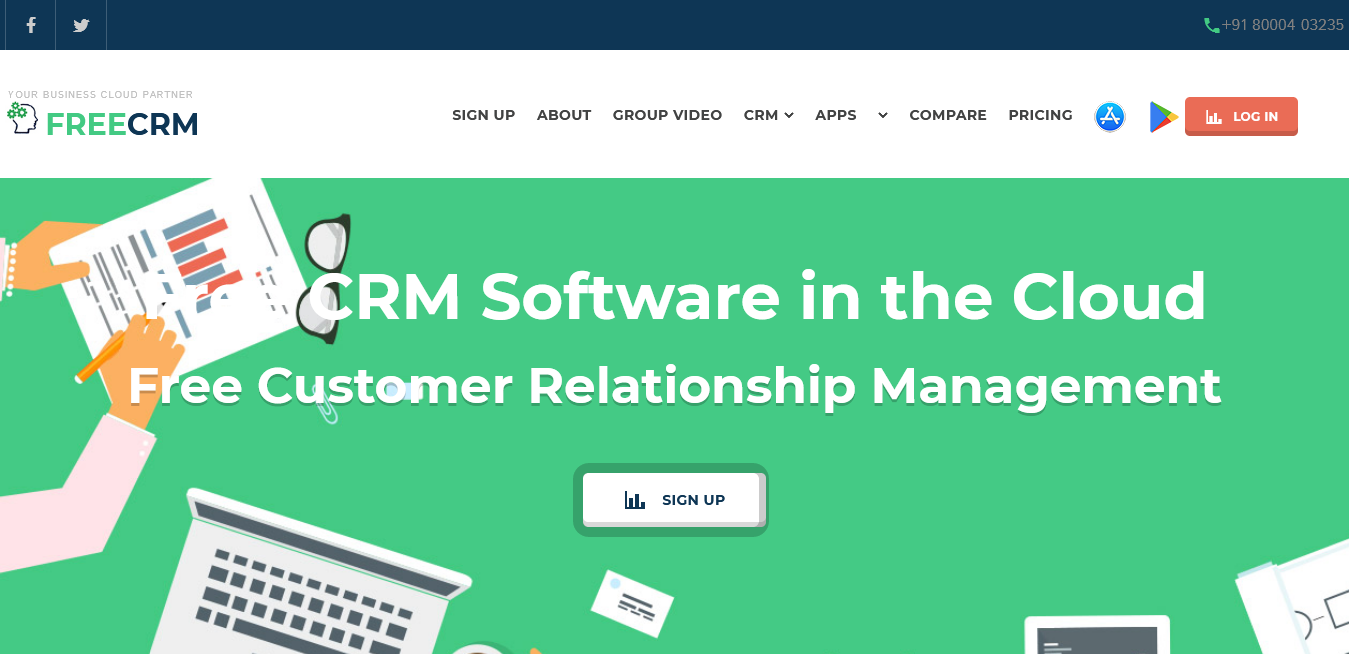 +91 80004 03235
YOUR BUSINESS CLOUD PARTNER
FREECRM
SIGN UP ABOUT GROUP VIDEO CRM APPS COMPARE PRICING LOG IN
Free CRM Software in the Cloud
Free Customer Relationship Management
SIGN UP